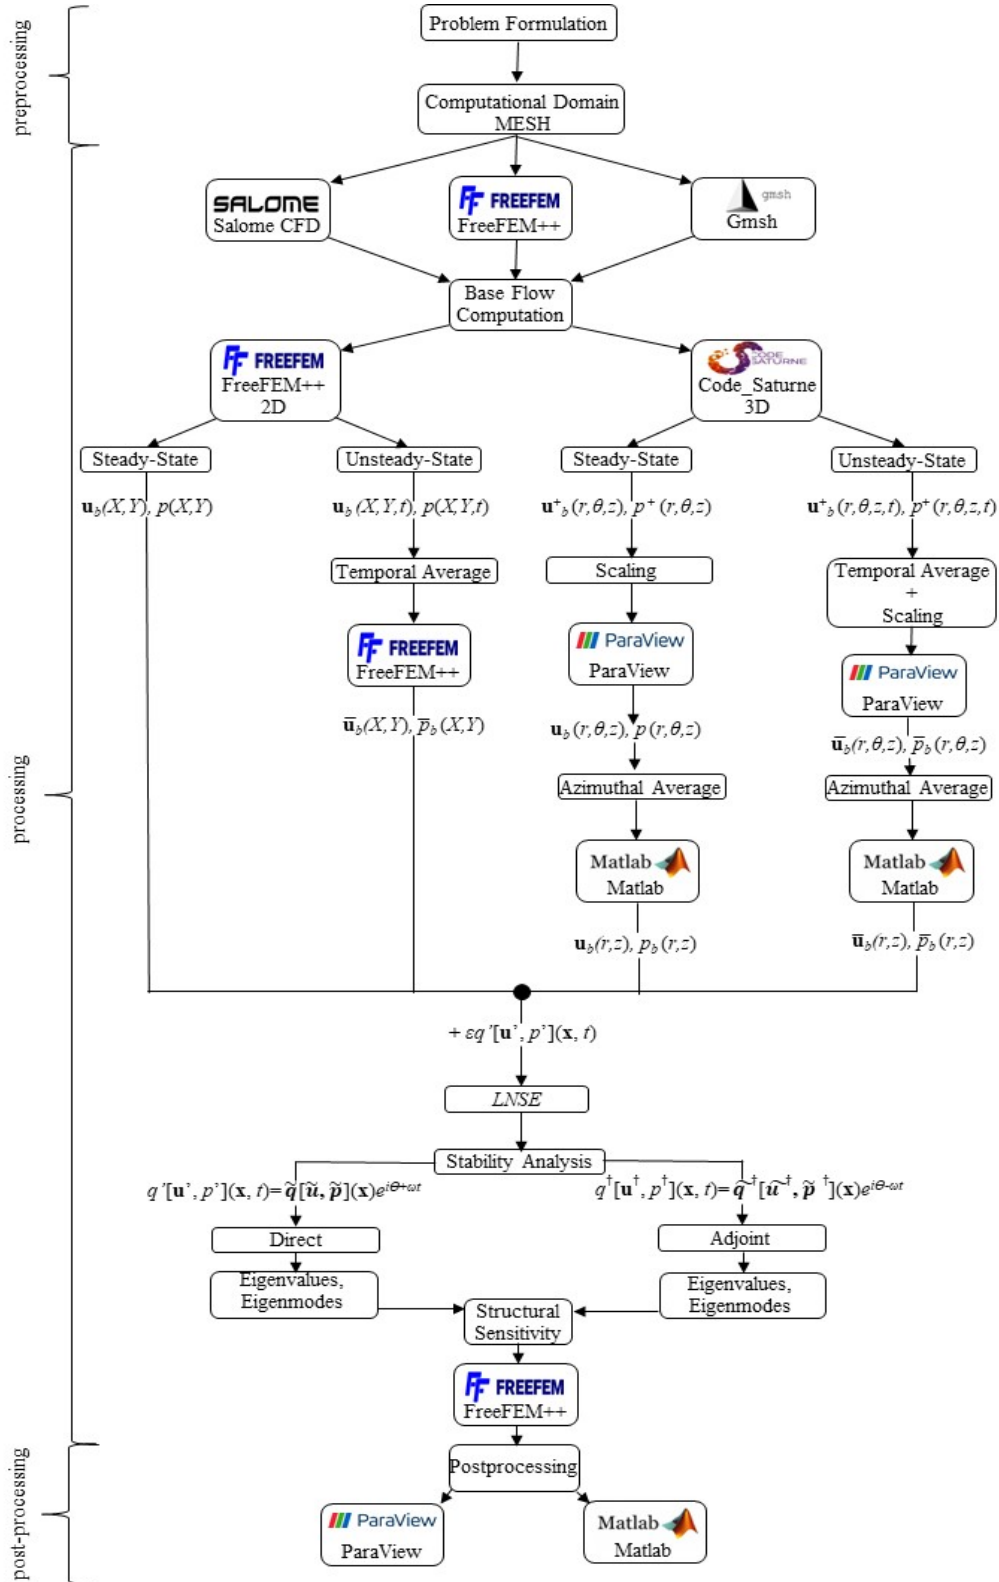 preprocessing
Problem Formulation
Computational Domain
MESH
SALOME
Salome CFD
FREEFEM
FreeFEM++
gmsh
Gmsh
Base Flow
Computation
FREEFEM
FreeFEM++
2D
CODE
SATURNE
Code_Saturne
3D
Steady-State
Unsteady-State
Steady-State
Unsteady-State
u_b(X,Y), p(X,Y)
u_b(X,Y,t), p(X,Y,t)
u⁺_b(r,θ,z), p⁺(r,θ,z)
u⁺_b(r,θ,z,t), p⁺(r,θ,z,t)
Temporal Average
Scaling
Temporal Average
+
Scaling
FREEFEM
FreeFEM++
ParaView
ParaView
ParaView
ParaView
ū_b(X,Y), p̄_b(X,Y)
u_b(r,θ,z), p(r,θ,z)
ū_b(r,θ,z), p̄_b(r,θ,z)
processing
Azimuthal Average
Azimuthal Average
Matlab
Matlab
Matlab
Matlab
u_b(r,z), p_b(r,z)
ū_b(r,z), p̄_b(r,z)
+ εq'[u', p'](x, t)
LNSE
Stability Analysis
q'[u', p'](x, t)=q̃[ũ, p̃](x)e^{iθ+ωt}
q†[u†, p†](x, t)=q̃†[ũ†, p̃†](x)e^{iθ-ωt}
Direct
Adjoint
Eigenvalues,
Eigenmodes
Eigenvalues,
Eigenmodes
Structural
Sensitivity
FREEFEM
FreeFEM++
post-processing
Postprocessing
ParaView
ParaView
Matlab
Matlab